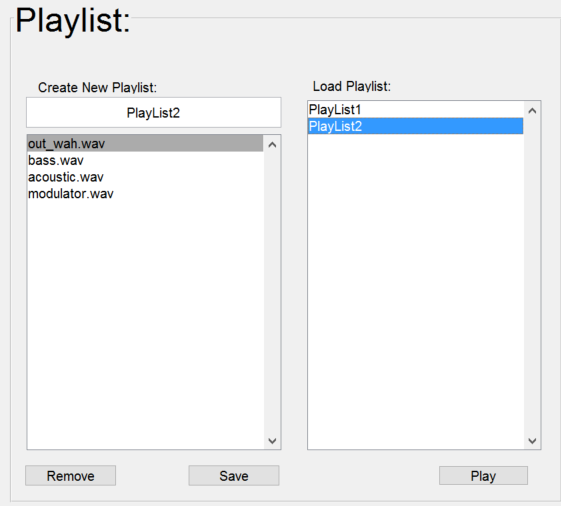 Playlist:
Create New Playlist:
PlayList2
out_wah.wav
bass.wav
acoustic.wav
modulator.wav
Remove
Save
Load Playlist:
PlayList1
PlayList2
Play